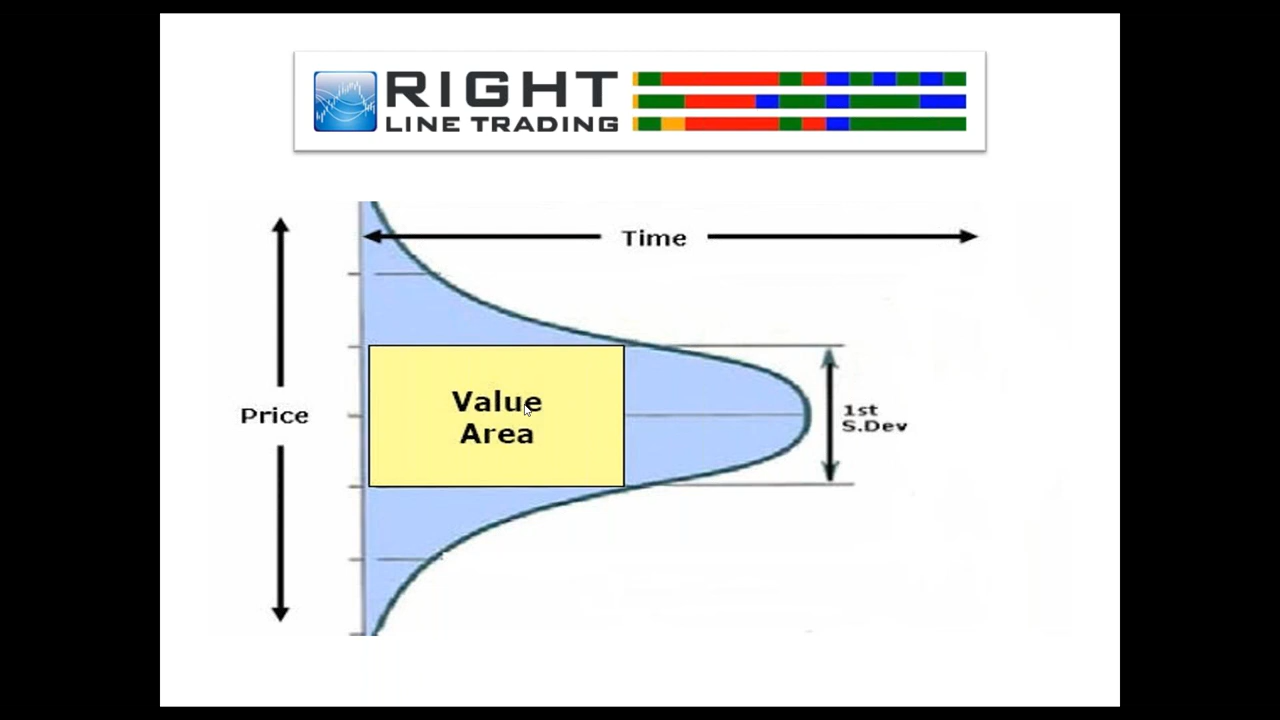 RIGHT
LINE TRADING
Time
Value
Area
Price
1st
S.Dev